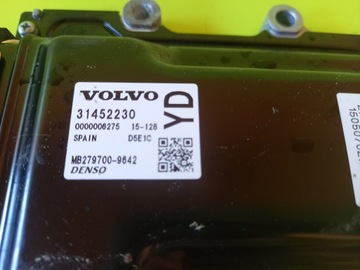 VOLVO
31452230
0000006275 15-128
SPAIN D5E1C
YD
MB279700-9642
DENSO